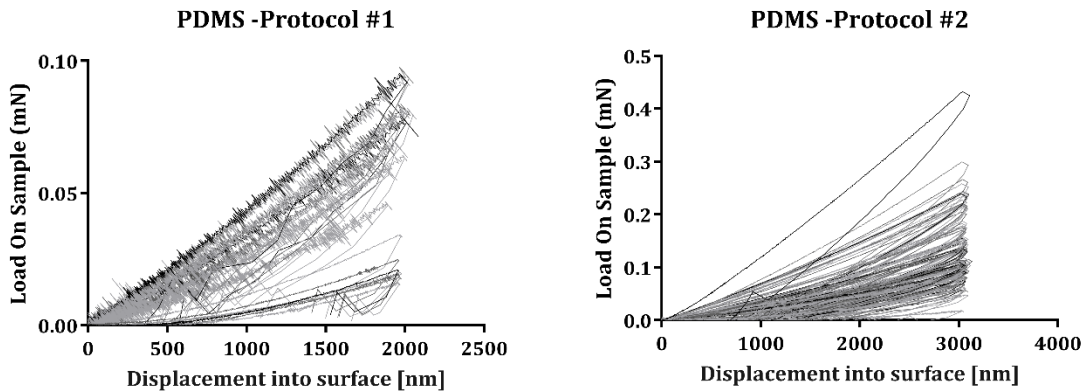 PDMS -Protocol #1
Load On Sample (mN)
0.10
0.05
0.00
0 500 1000 1500 2000 2500
Displacement into surface [nm]
PDMS -Protocol #2
Load On Sample (mN)
0.5
0.4
0.3
0.2
0.1
0.0
0 1000 2000 3000 4000
Displacement into surface [nm]